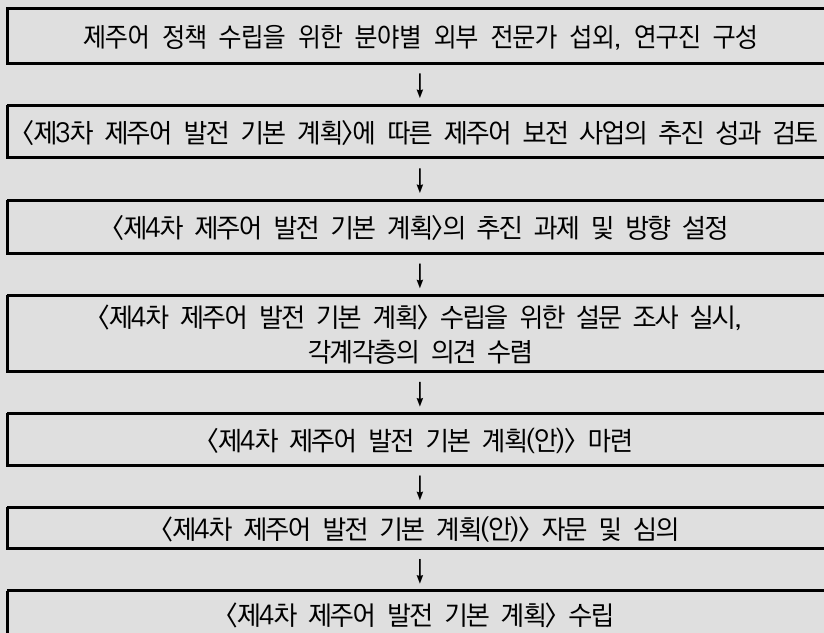 제주어 정책 수립을 위한 분야별 외부 전문가 섭외, 연구진 구성
↓
〈제3차 제주어 발전 기본 계획〉에 따른 제주어 보전 사업의 추진 성과 검토
↓
〈제4차 제주어 발전 기본 계획〉의 추진 과제 및 방향 설정
↓
〈제4차 제주어 발전 기본 계획〉 수립을 위한 설문 조사 실시,
각계각층의 의견 수렴
↓
〈제4차 제주어 발전 기본 계획(안)〉 마련
↓
〈제4차 제주어 발전 기본 계획(안)〉 자문 및 심의
↓
〈제4차 제주어 발전 기본 계획〉 수립